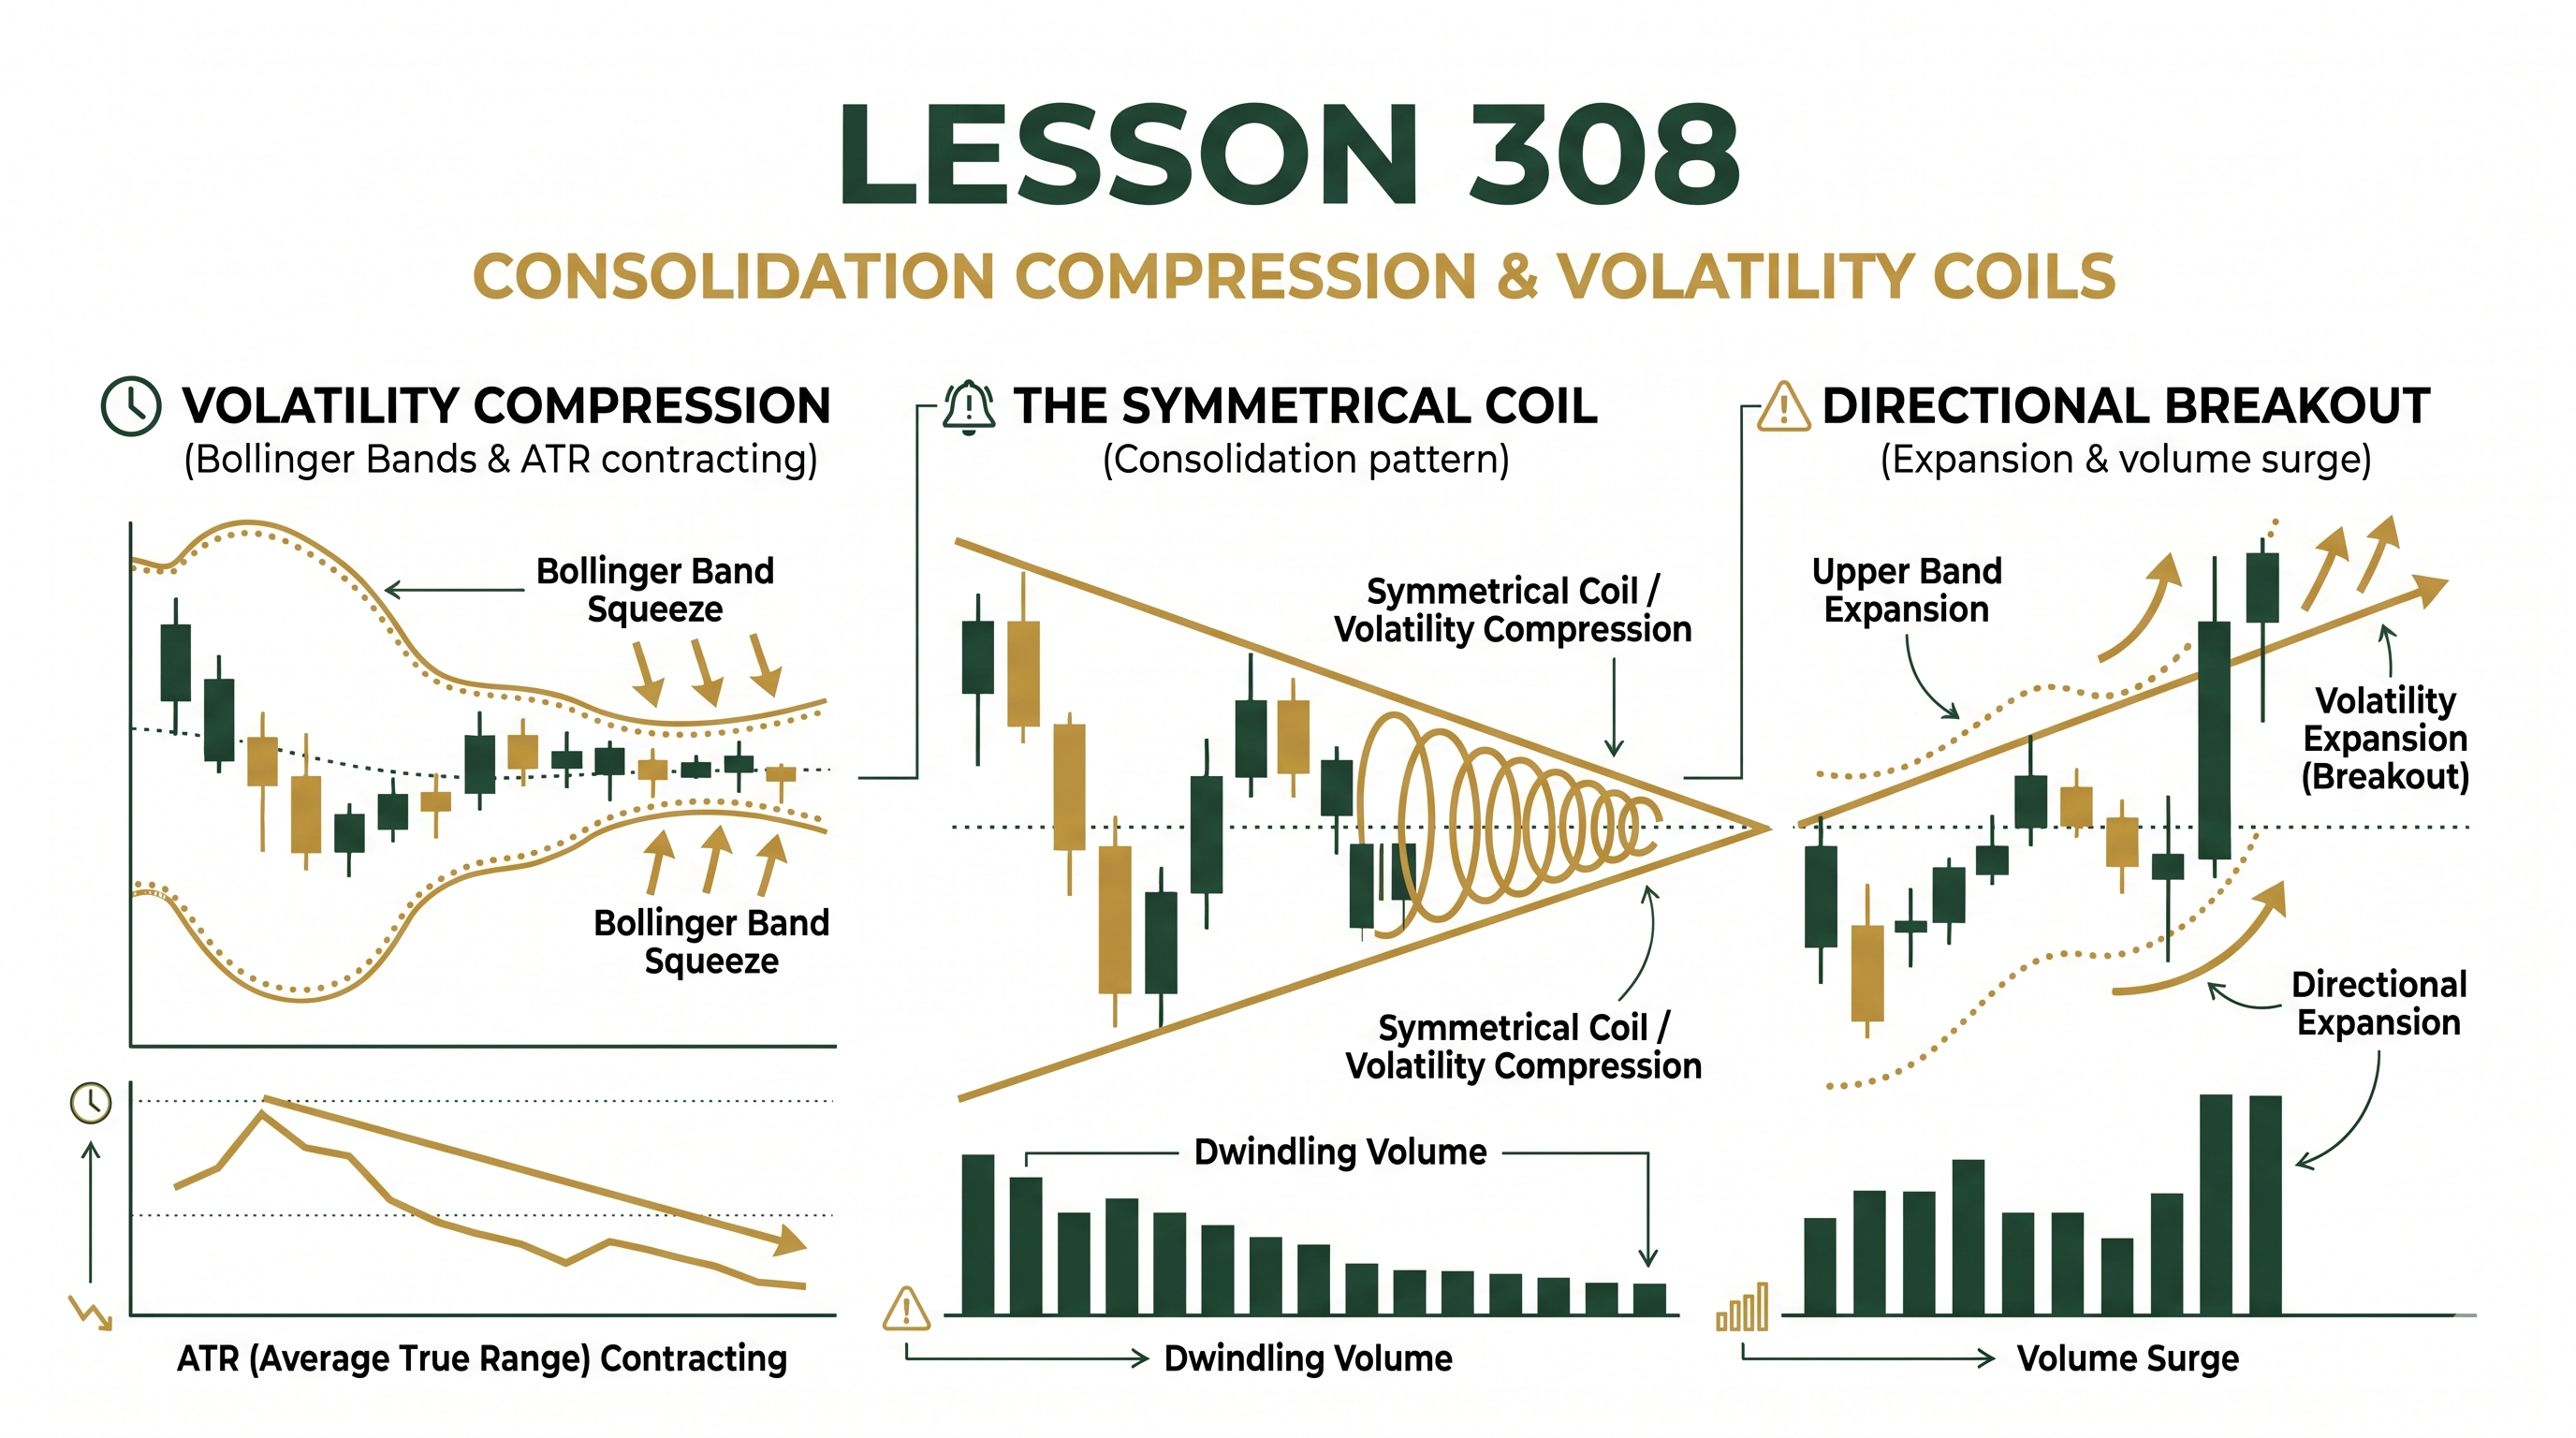 LESSON 308
CONSOLIDATION COMPRESSION & VOLATILITY COILS
VOLATILITY COMPRESSION
(Bollinger Bands & ATR contracting)
Bollinger Band
Squeeze
Bollinger Band
Squeeze
ATR (Average True Range) Contracting
THE SYMMETRICAL COIL
(Consolidation pattern)
Symmetrical Coil /
Volatility Compression
Symmetrical Coil /
Volatility Compression
Dwindling Volume
Dwindling Volume
DIRECTIONAL BREAKOUT
(Expansion & volume surge)
Upper Band
Expansion
Volatility
Expansion
(Breakout)
Directional
Expansion
Volume Surge